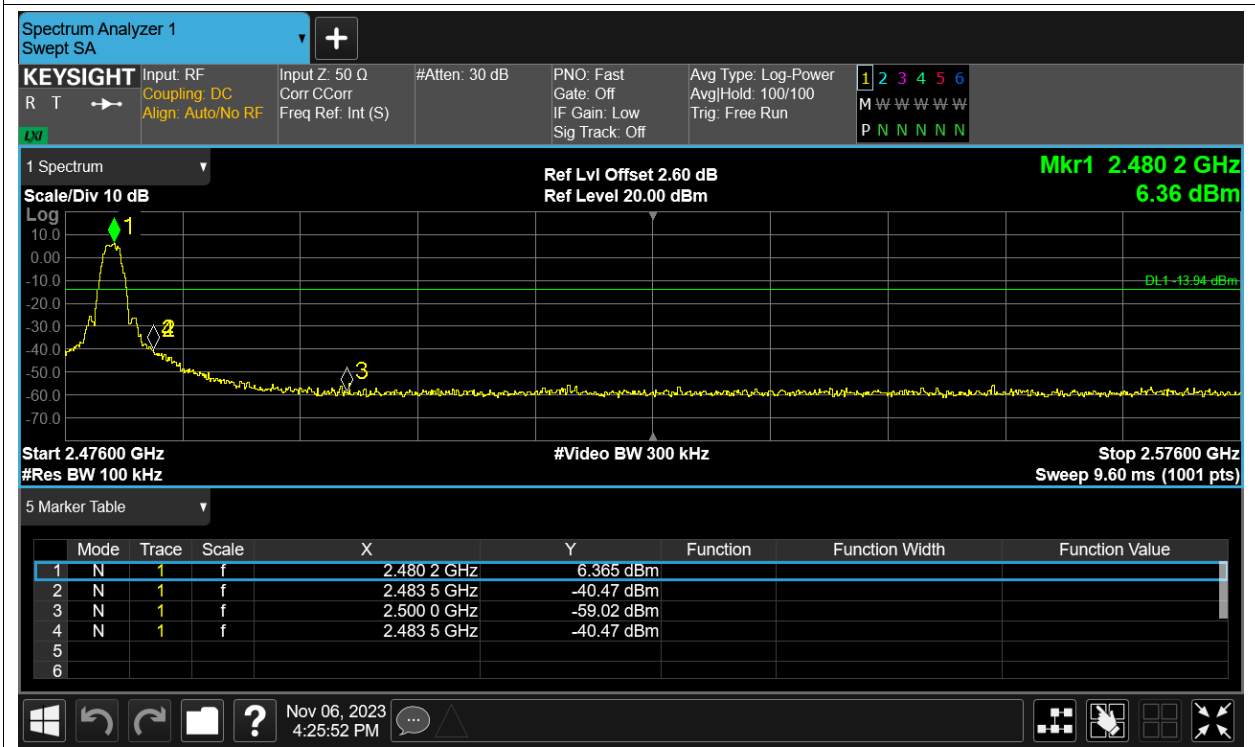 Spectrum Analyzer 1
Swept SA
KEYSIGHT Input: RF Input Z: 50 Ω #Atten: 30 dB PNO: Fast Avg Type: Log-Power 1 2 3 4 5 6
R T Coupling: DC Corr CCorr Gate: Off Avg|Hold: 100/100 M W W W W W
Align: Auto/No RF Freq Ref: Int (S) IF Gain: Low Trig: Free Run
LXI Sig Track: Off P N N N N N
1 Spectrum Ref Lvl Offset 2.60 dB Mkr1 2.480 2 GHz
Scale/Div 10 dB Ref Level 20.00 dBm 6.36 dBm
Log
1
10.0
0.00
-10.0 DL1 -13.94 dBm
-20.0
-30.0
-40.0
-50.0 3
-60.0
-70.0
Start 2.47600 GHz #Video BW 300 kHz Stop 2.57600 GHz
#Res BW 100 kHz Sweep 9.60 ms (1001 pts)
5 Marker Table
Mode Trace Scale X Y Function Function Width Function Value
1 N 1 f 2.480 2 GHz 6.365 dBm
2 N 1 f 2.483 5 GHz -40.47 dBm
3 N 1 f 2.500 0 GHz -59.02 dBm
4 N 1 f 2.483 5 GHz -40.47 dBm
5
6
? Nov 06, 2023
4:25:52 PM